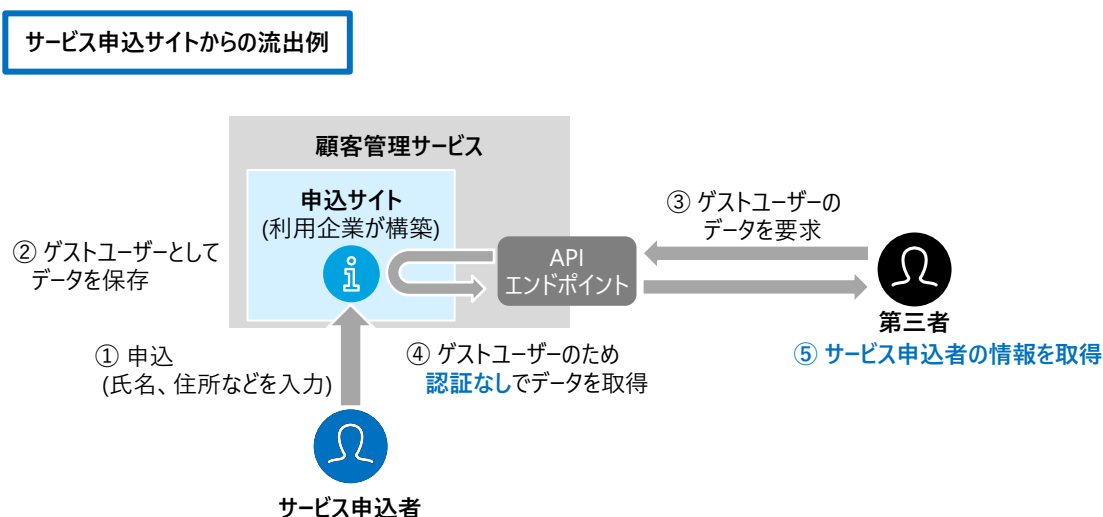 サービス申込サイトからの流出例
顧客管理サービス
申込サイト
(利用企業が構築)
② ゲストユーザーとして
データを保存
③ ゲストユーザーの
データを要求
API
エンドポイント
第三者
⑤ サービス申込者の情報を取得
① 申込
(氏名、住所などを入力)
④ ゲストユーザーのため
認証なしでデータを取得
サービス申込者